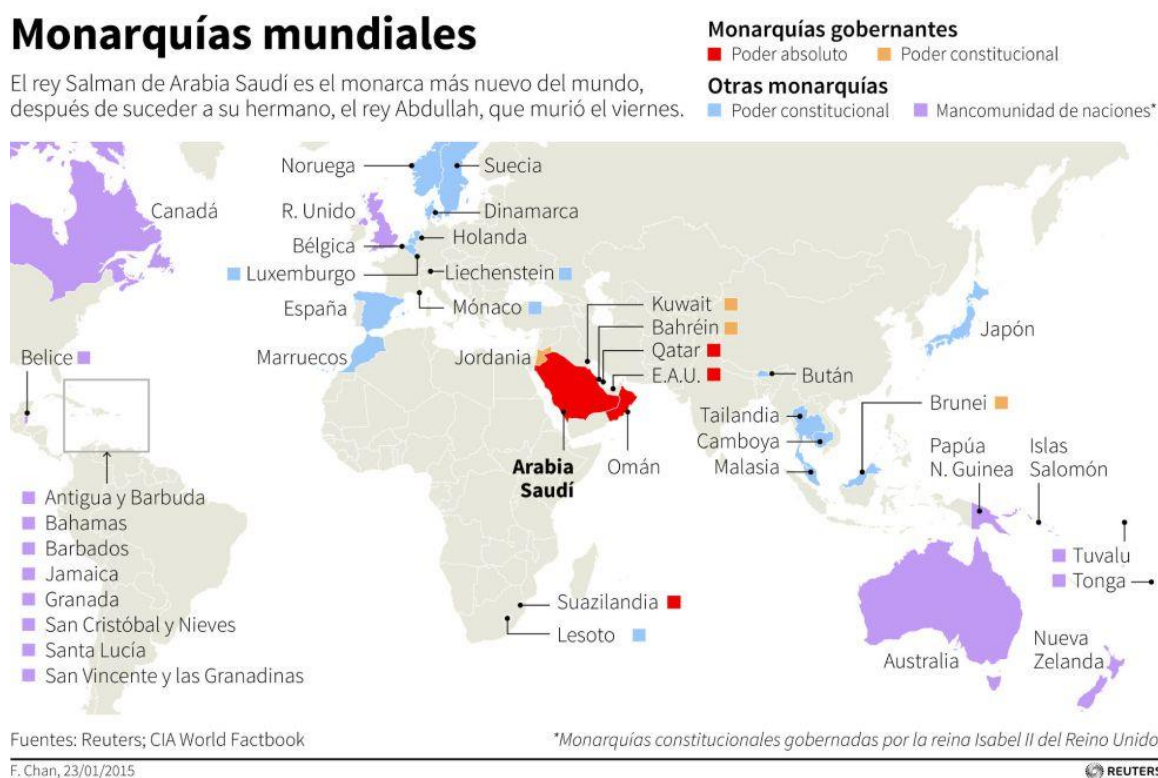 Monarquías mundiales
El rey Salman de Arabia Saudí es el monarca más nuevo del mundo,
después de suceder a su hermano, el rey Abdullah, que murió el viernes.
Monarquías gobernantes
Poder absoluto
Poder constitucional
Otras monarquías
Poder constitucional
Mancomunidad de naciones*
Noruega
Suecia
Canadá
R. Unido
Dinamarca
Bélgica
Holanda
Luxemburgo
Liechtenstein
España
Mónaco
Kuwait
Bahréin
Japón
Belice
Marruecos
Jordania
Qatar
E.A.U.
Bután
Tailandia
Brunei
Camboya
Papúa
N. Guinea
Islas
Salomón
Malasia
Arabia
Saudí
Omán
Antigua y Barbuda
Bahamas
Barbados
Jamaica
Granada
San Cristóbal y Nieves
Santa Lucía
San Vincente y las Granadinas
Tuvalu
Tonga
Suazilandia
Lesoto
Australia
Nueva
Zelanda
Fuentes: Reuters; CIA World Factbook
*Monarquías constitucionales gobernadas por la reina Isabel II del Reino Unido
F. Chan, 23/01/2015
REUTERS